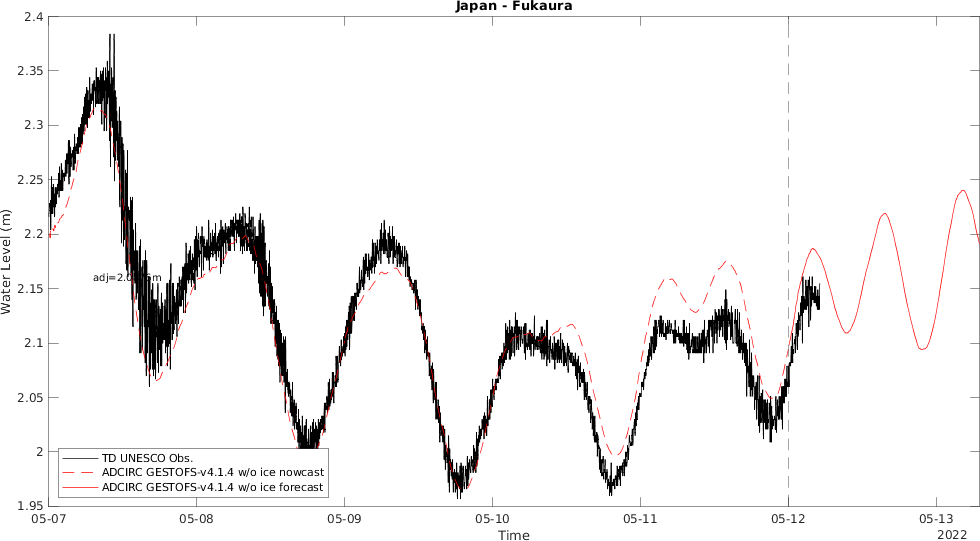 Japan - Fukaura
2.4
2.35
2.3
2.25
2.2
2.15
2.1
2.05
2
1.95
Water Level (m)
TD UNESCO Obs.
ADCIRC GESTOFS-v4.1.4 w/o ice nowcast
ADCIRC GESTOFS-v4.1.4 w/o ice forecast
05-07 05-08 05-09 05-10 05-11 05-12 05-13
Time
2022